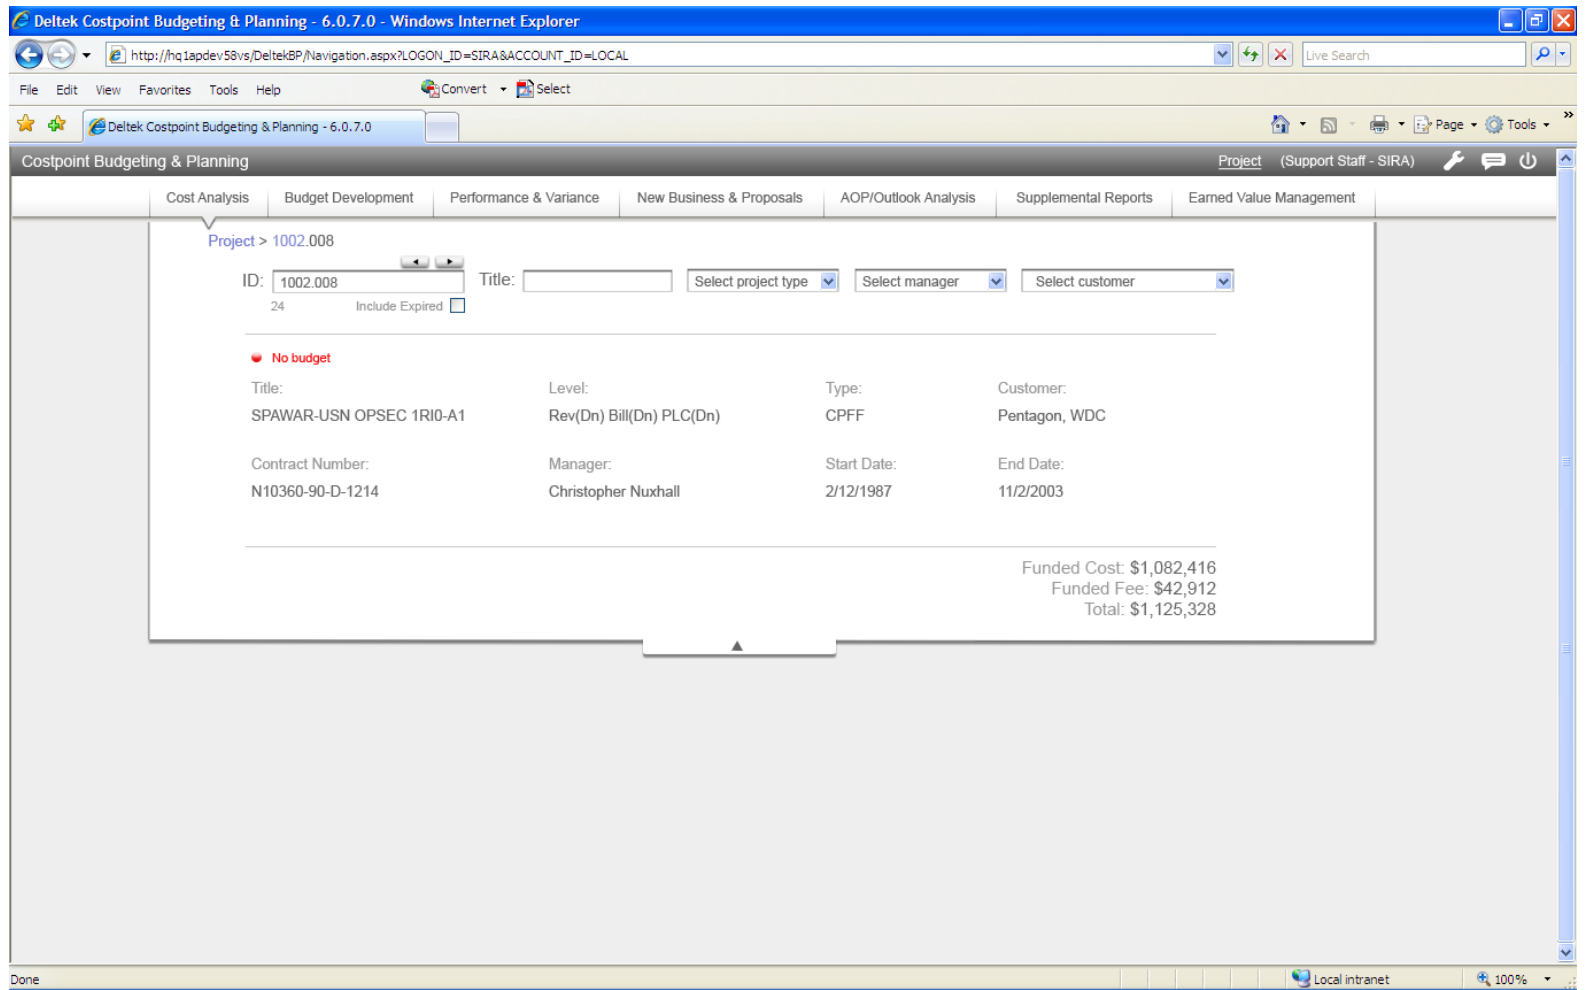 Deltek Costpoint Budgeting & Planning - 6.0.7.0 - Windows Internet Explorer
http://hq1apdev58vs/DeltekBP/Navigation.aspx?LOGON_ID=SIRA&ACCOUNT_ID=LOCAL
Live Search
File Edit View Favorites Tools Help Convert Select
Deltek Costpoint Budgeting & Planning - 6.0.7.0
Page Tools »
Costpoint Budgeting & Planning Project (Support Staff - SIRA)
Cost Analysis Budget Development Performance & Variance New Business & Proposals AOP/Outlook Analysis Supplemental Reports Earned Value Management
Project > 1002.008
ID: 1002.008 Title: Select project type Select manager Select customer
24 Include Expired
No budget
Title: Level: Type: Customer:
SPAWAR-USN OPSEC 1RI0-A1 Rev(Dn) Bill(Dn) PLC(Dn) CPFF Pentagon, WDC
Contract Number: Manager: Start Date: End Date:
N10360-90-D-1214 Christopher Nuxhall 2/12/1987 11/2/2003
Funded Cost: $1,082,416
Funded Fee: $42,912
Total: $1,125,328
Done Local intranet 100%